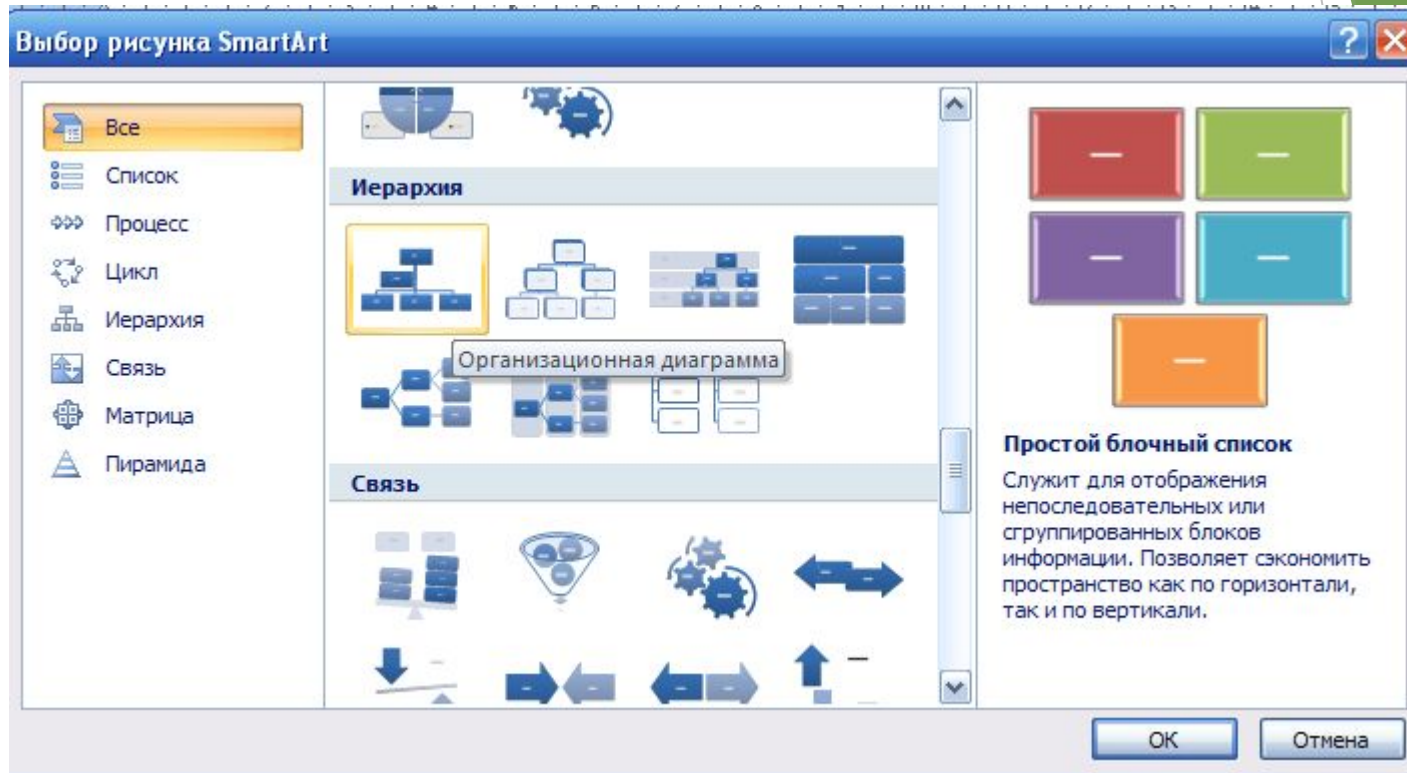 Выбор рисунка SmartArt
Все
Список
Процесс
Цикл
Иерархия
Связь
Матрица
Пирамида
Иерархия
Организационная диаграмма
Связь
Простой блочный список
Служит для отображения
непоследовательных или
сгруппированных блоков
информации. Позволяет сэкономить
пространство как по горизонтали,
так и по вертикали.
ОК
Отмена